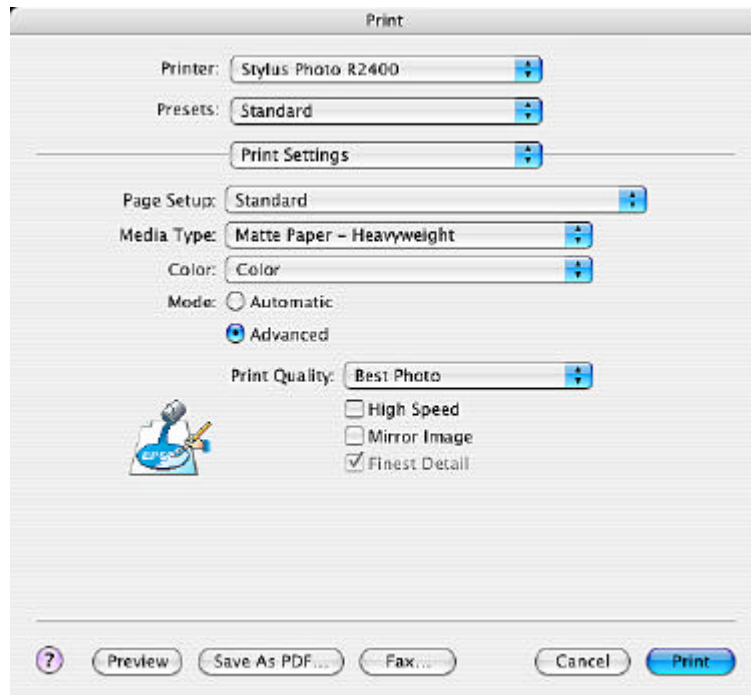 Print
Printer: Stylus Photo R2400
Presets: Standard
Print Settings
Page Setup: Standard
Media Type: Matte Paper – Heavyweight
Color: Color
Mode: Automatic
Advanced
Print Quality: Best Photo
High Speed
Mirror Image
Finest Detail
EPSON
? Preview Save As PDF... Fax... Cancel Print